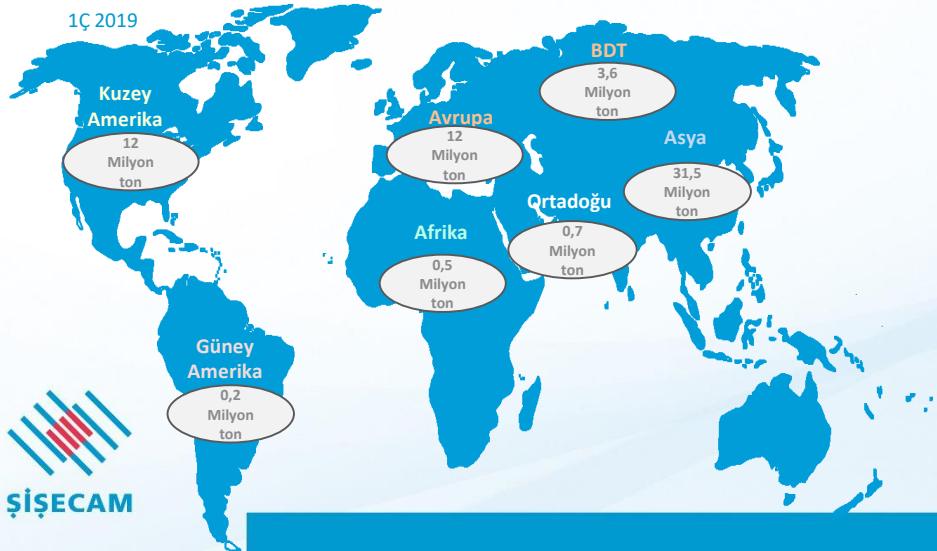 1Ç 2019
Kuzey
Amerika
12
Milyon
ton
Avrupa
12
Milyon
ton
BDT
3,6
Milyon
ton
Asya
31,5
Milyon
ton
Ortadoğu
0,7
Milyon
ton
Afrika
0,5
Milyon
ton
Güney
Amerika
0,2
Milyon
ton
ŞİŞECAM